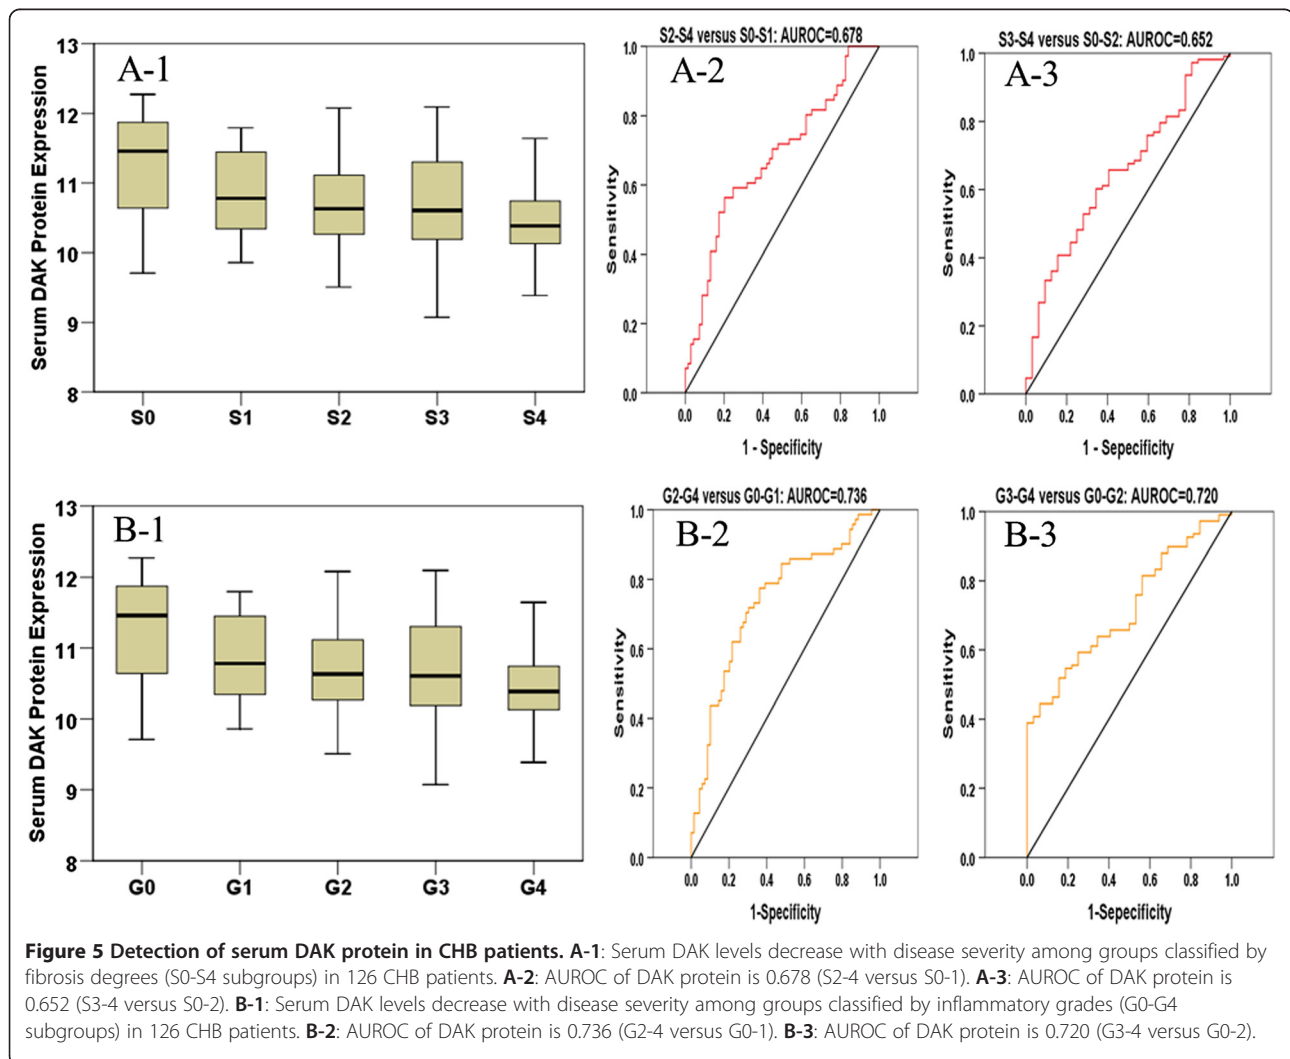 13
12
11
10
9
8
Serum DAK Protein Expression
A-1
S0 S1 S2 S3 S4
S2-S4 versus S0-S1: AUROC=0.678
A-2
1.0
0.8
0.6
0.4
0.2
0.0
Sensitivity
0.0 0.2 0.4 0.6 0.8 1.0
1 - Specificity
S3-S4 versus S0-S2: AUROC=0.652
A-3
1.0
0.8
0.6
0.4
0.2
0.0
Sensitivity
0.0 0.2 0.4 0.6 0.8 1.0
1 - Sepecificity
13
12
11
10
9
8
Serum DAK Protein Expression
B-1
G0 G1 G2 G3 G4
G2-G4 versus G0-G1: AUROC=0.736
B-2
1.0
0.8
0.6
0.4
0.2
0.0
Sensitivity
0.0 0.2 0.4 0.6 0.8 1.0
1-Specificity
G3-G4 versus G0-G2: AUROC=0.720
B-3
1.0
0.8
0.6
0.4
0.2
0.0
Sensitivity
0.0 0.2 0.4 0.6 0.8 1.0
1-Sepecificity
Figure 5 Detection of serum DAK protein in CHB patients. A-1: Serum DAK levels decrease with disease severity among groups classified by
fibrosis degrees (S0-S4 subgroups) in 126 CHB patients. A-2: AUROC of DAK protein is 0.678 (S2-4 versus S0-1). A-3: AUROC of DAK protein is
0.652 (S3-4 versus S0-2). B-1: Serum DAK levels decrease with disease severity among groups classified by inflammatory grades (G0-G4
subgroups) in 126 CHB patients. B-2: AUROC of DAK protein is 0.736 (G2-4 versus G0-1). B-3: AUROC of DAK protein is 0.720 (G3-4 versus G0-2).